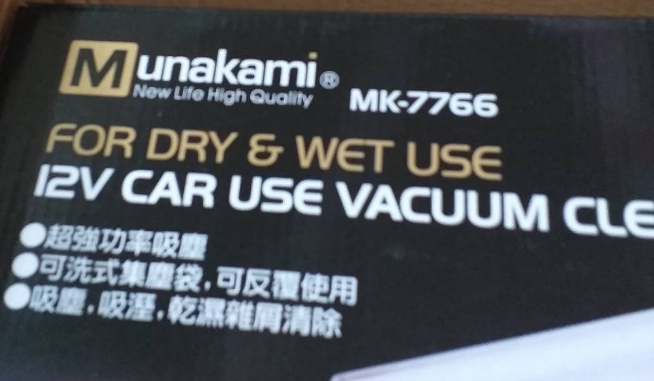 Munakami®
New Life High Quality
MK-7766
FOR DRY & WET USE
12V CAR USE VACUUM CLE
●超強功率吸塵
●可洗式集塵袋,可反覆使用
●吸塵,吸溼,乾濕雜屑清除